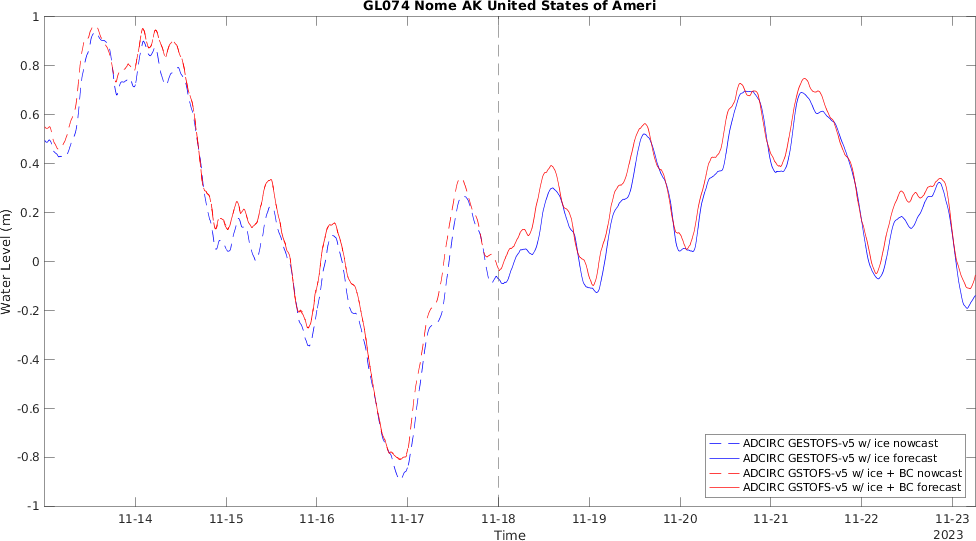 GL074 Nome AK United States of Ameri
Water Level (m)
1
0.8
0.6
0.4
0.2
0
-0.2
-0.4
-0.6
-0.8
-1
ADCIRC GESTOFS-v5 w/ ice nowcast
ADCIRC GESTOFS-v5 w/ ice forecast
ADCIRC GSTOFS-v5 w/ ice + BC nowcast
ADCIRC GSTOFS-v5 w/ ice + BC forecast
11-14 11-15 11-16 11-17 11-18 11-19 11-20 11-21 11-22 11-23
Time
2023